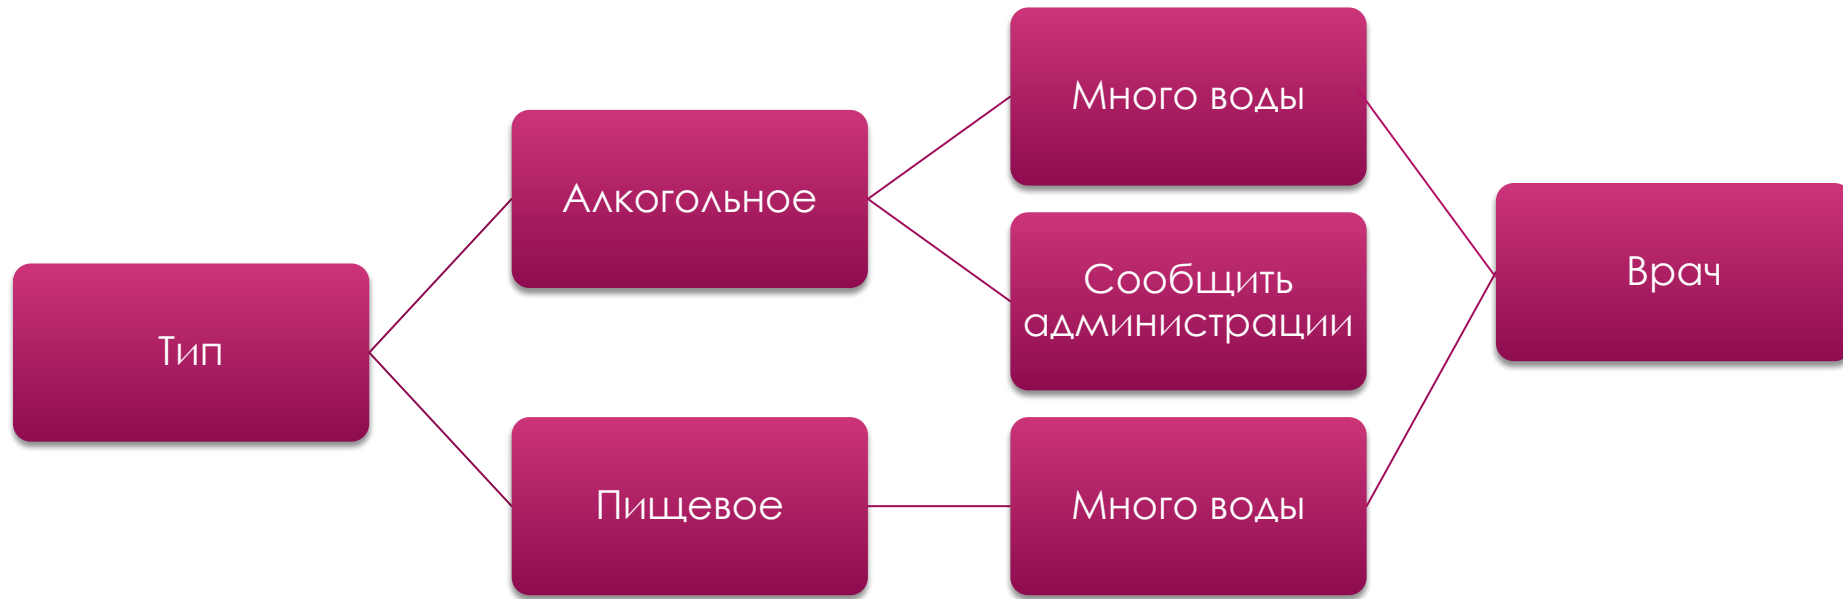 Тип
Алкогольное
Пищевое
Много воды
Сообщить
администрации
Много воды
Врач